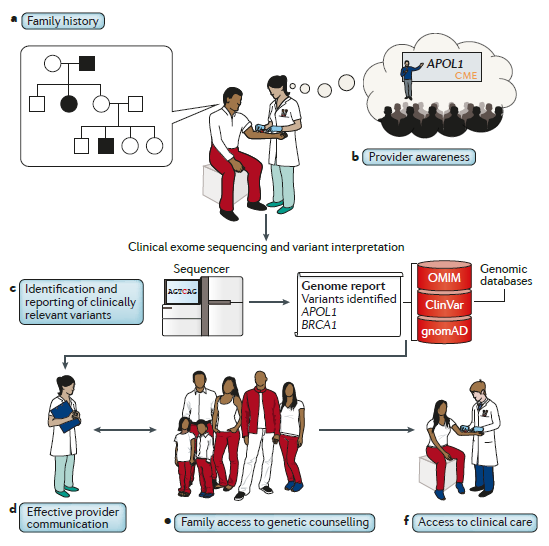 a Family history
APOL1
CME
b Provider awareness
Clinical exome sequencing and variant interpretation
c Identification and
reporting of clinically
relevant variants
Sequencer
AGTCAG
Genome report
Variants identified
APOL1
BRCA1
OMIM
ClinVar
gnomAD
Genomic
databases
d Effective provider
communication
e Family access to genetic counselling
f Access to clinical care